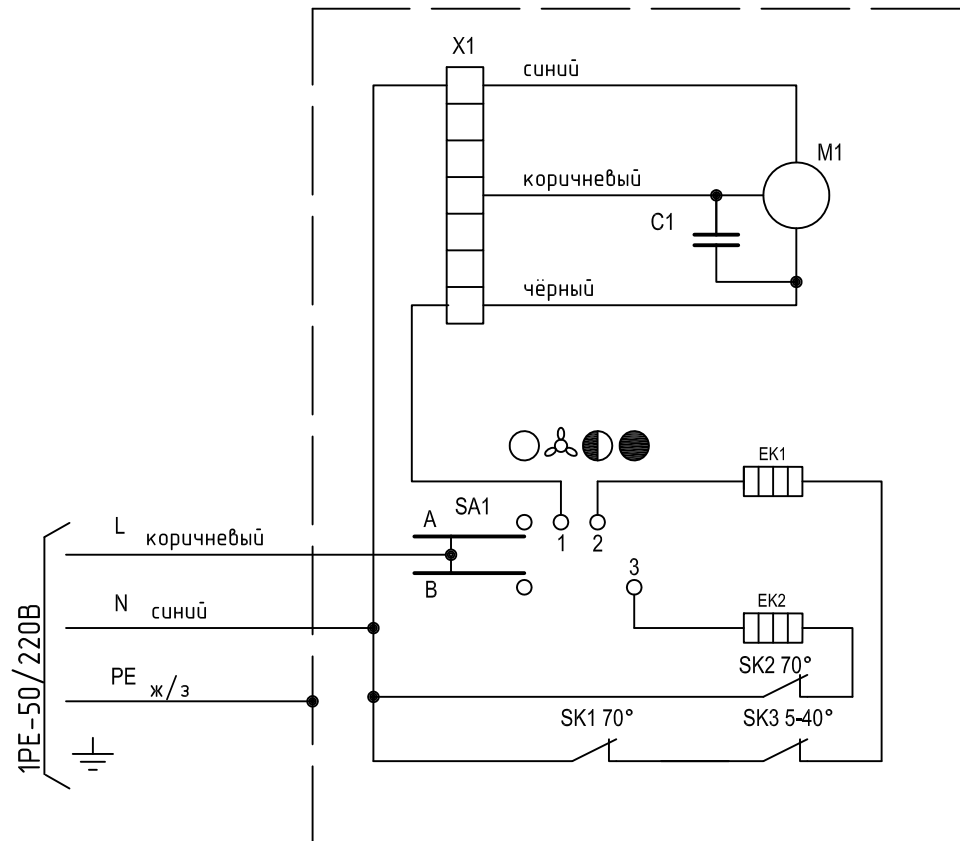 X1
синий
M1
коричневый
C1
чёрный
EK1
SA1
A
1
2
L
коричневый
3
B
N
синий
EK2
1PE-50/220В
PE
ж/з
SK2 70°
SK1 70°
SK3 5-40°